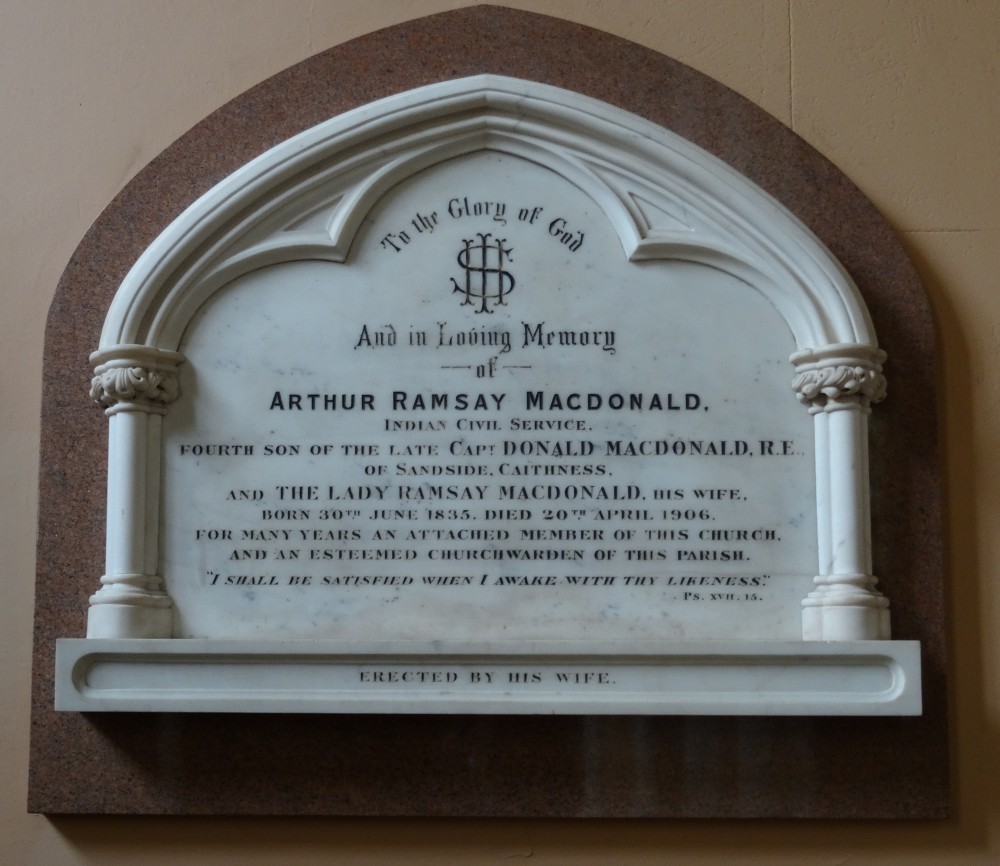 To the Glory of God
IHS
And in Loving Memory
of
ARTHUR RAMSAY MACDONALD,
INDIAN CIVIL SERVICE,
FOURTH SON OF THE LATE CAPT DONALD MACDONALD, R.E.,
OF SANDSIDE, CAITHNESS,
AND THE LADY RAMSAY MACDONALD, HIS WIFE,
BORN 30TH JUNE 1835. DIED 20TH APRIL 1906.
FOR MANY YEARS AN ATTACHED MEMBER OF THIS CHURCH,
AND AN ESTEEMED CHURCHWARDEN OF THIS PARISH.
"I SHALL BE SATISFIED WHEN I AWAKE WITH THY LIKENESS."
PS. XVII. 15.
ERECTED BY HIS WIFE.